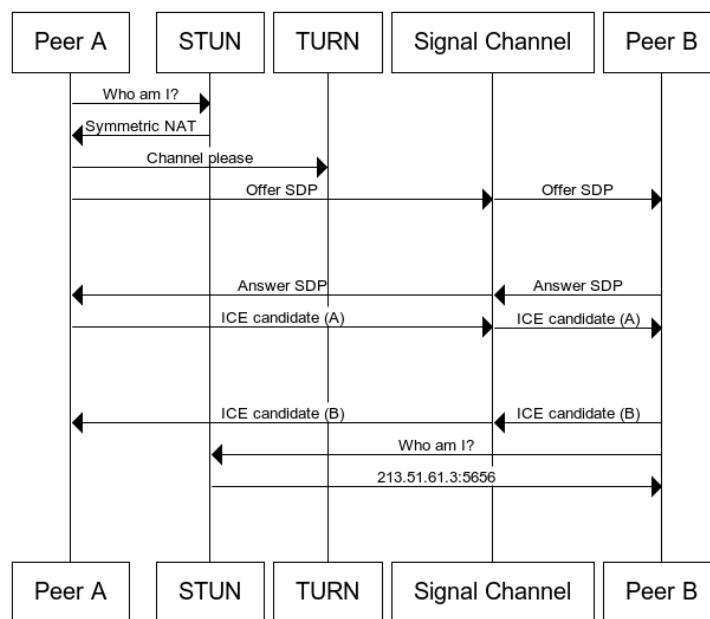 Peer A
STUN
TURN
Signal Channel
Peer B
Who am I?
Symmetric NAT
Channel please
Offer SDP
Offer SDP
Answer SDP
Answer SDP
ICE candidate (A)
ICE candidate (A)
ICE candidate (B)
ICE candidate (B)
Who am I?
213.51.61.3:5656
Peer A
STUN
TURN
Signal Channel
Peer B